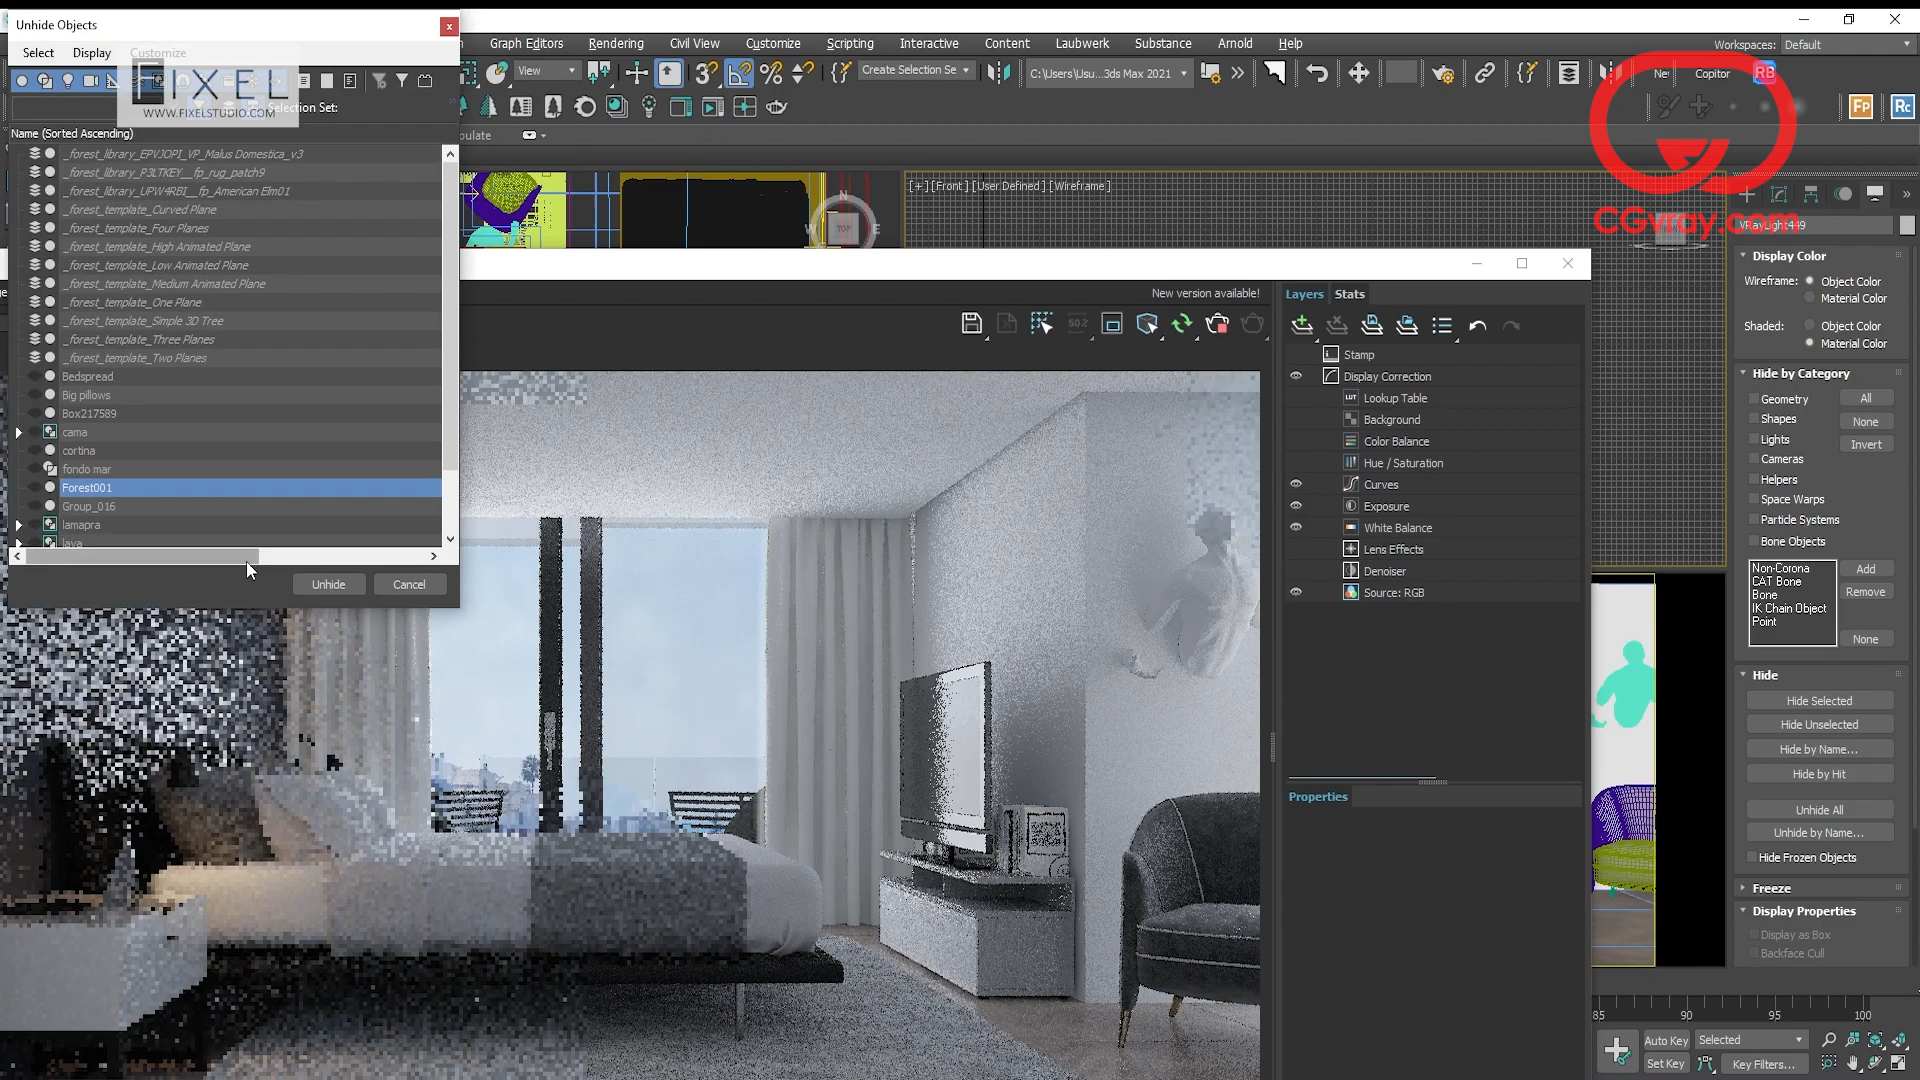 Unhide Objects
Select Display Customize
Graph Editors Rendering Civil View Customize Scripting Interactive Content Laubwerk Substance Arnold Help
Workspaces: Default
View
Create Selection Se
C:\Users\Usu...3ds Max 2021
Copitor
RB
FIXEL
WWW.FIXELSTUDIO.COM
Selection Set:
Fp
Rc
Name (Sorted Ascending)
_forest_library_EPVJOPI_VP_Malus Domestica_v3
_forest_library_P3LTKEY__fp_rug_patch9
_forest_library_UPW4RBI__fp_American Elm01
_forest_template_Curved Plane
_forest_template_Four Planes
_forest_template_High Animated Plane
_forest_template_Low Animated Plane
_forest_template_Medium Animated Plane
_forest_template_One Plane
_forest_template_Simple 3D Tree
_forest_template_Three Planes
_forest_template_Two Planes
Bedspread
Big pillows
Box217589
cama
cortina
fondo mar
Forest001
Group_016
lamapra
Unhide Cancel
[+] [Front ] [User Defined ] [Wireframe ]
N
W TOP E
CGvray.com
VRayLight449
New version available!
Layers Stats
Stamp
Display Correction
Lookup Table
Background
Color Balance
Hue / Saturation
Curves
Exposure
White Balance
Lens Effects
Denoiser
Source: RGB
Properties
Display Color
Wireframe: Object Color
Material Color
Shaded: Object Color
Material Color
Hide by Category
Geometry All
Shapes None
Lights Invert
Cameras
Helpers
Space Warps
Particle Systems
Bone Objects
Non-Corona
CAT Bone
Bone
IK Chain Object
Point
Add
Remove
None
Hide
Hide Selected
Hide Unselected
Hide by Name...
Hide by Hit
Unhide All
Unhide by Name...
Hide Frozen Objects
Freeze
Display Properties
Display as Box
Backface Cull
85 90 95 100
Auto Key Selected
Set Key Key Filters...